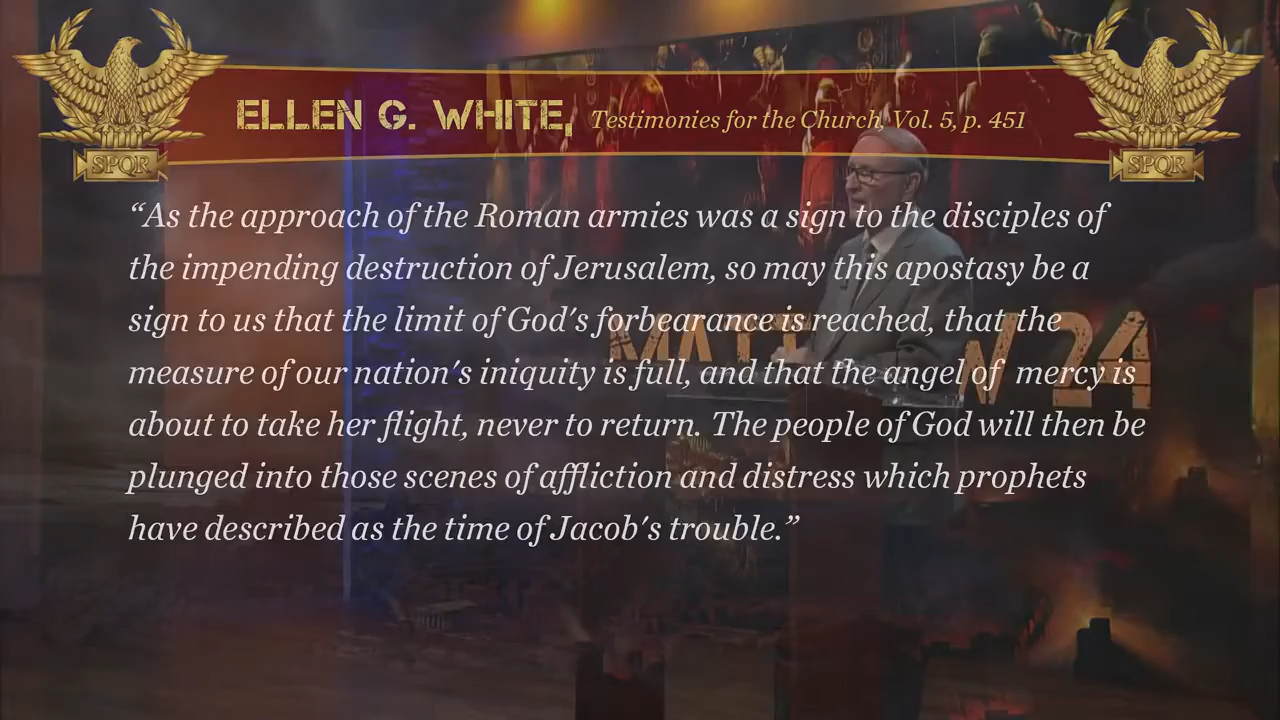 ELLEN G. WHITE, Testimonies for the Church, Vol. 5, p. 451
SPQR SPQR
“As the approach of the Roman armies was a sign to the disciples of
the impending destruction of Jerusalem, so may this apostasy be a
sign to us that the limit of God's forbearance is reached, that the
measure of our nation's iniquity is full, and that the angel of mercy is
about to take her flight, never to return. The people of God will then be
plunged into those scenes of affliction and distress which prophets
have described as the time of Jacob's trouble.”
24